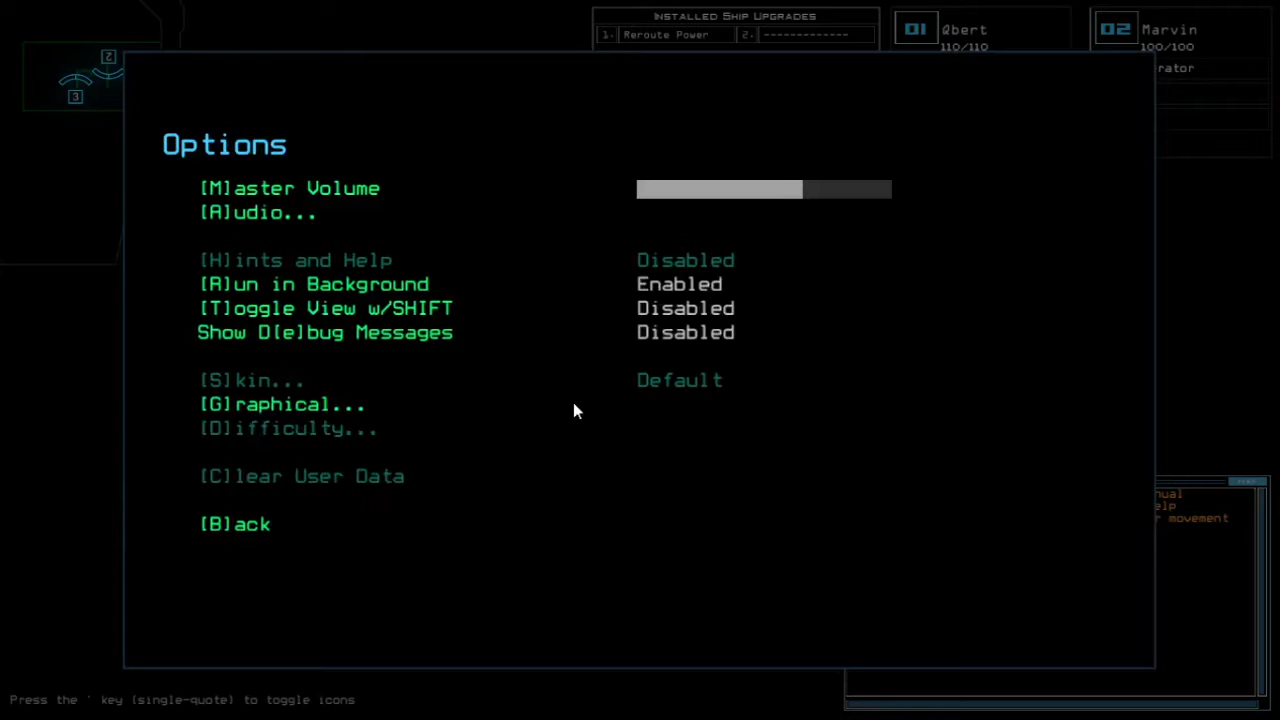 Installed Ship Upgrades
1. Reroute Power 2. -------------
01 Qbert
110/110
02 Marvin
100/100
rator
2
3
Options
[M]aster Volume
[A]udio...
[H]ints and Help Disabled
[R]un in Background Enabled
[T]oggle View w/SHIFT Disabled
Show D[e]bug Messages Disabled
[S]kin... Default
[G]raphical...
[D]ifficulty...
[C]lear User Data
[B]ack
nual
elp
r movement
Press the ' key (single-quote) to toggle icons